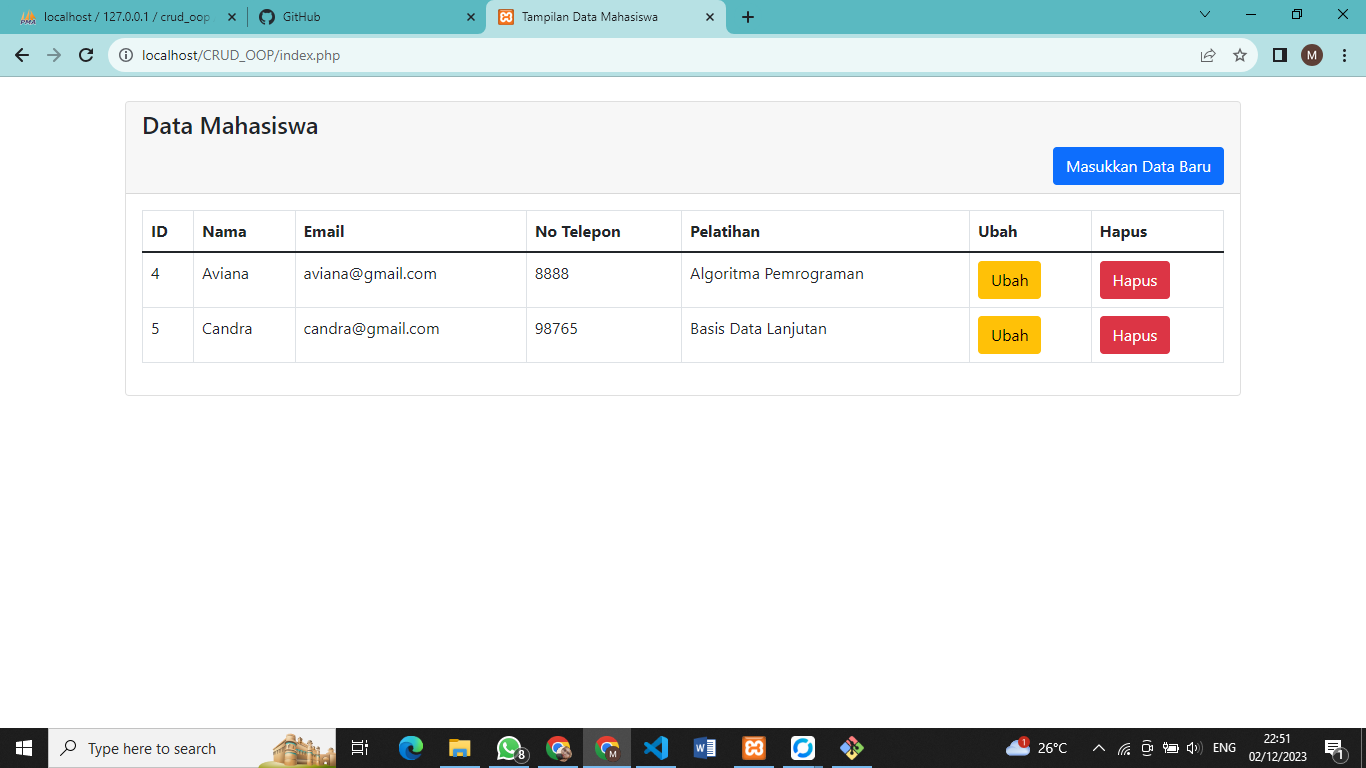 localhost / 127.0.0.1 / crud_oop
GitHub
Tampilan Data Mahasiswa
localhost/CRUD_OOP/index.php
M
Data Mahasiswa
Masukkan Data Baru
ID Nama Email No Telepon Pelatihan Ubah Hapus
4 Aviana aviana@gmail.com 8888 Algoritma Pemrograman Ubah Hapus
5 Candra candra@gmail.com 98765 Basis Data Lanjutan Ubah Hapus
Type here to search
8
M
1
26°C
ENG
22:51
02/12/2023
1